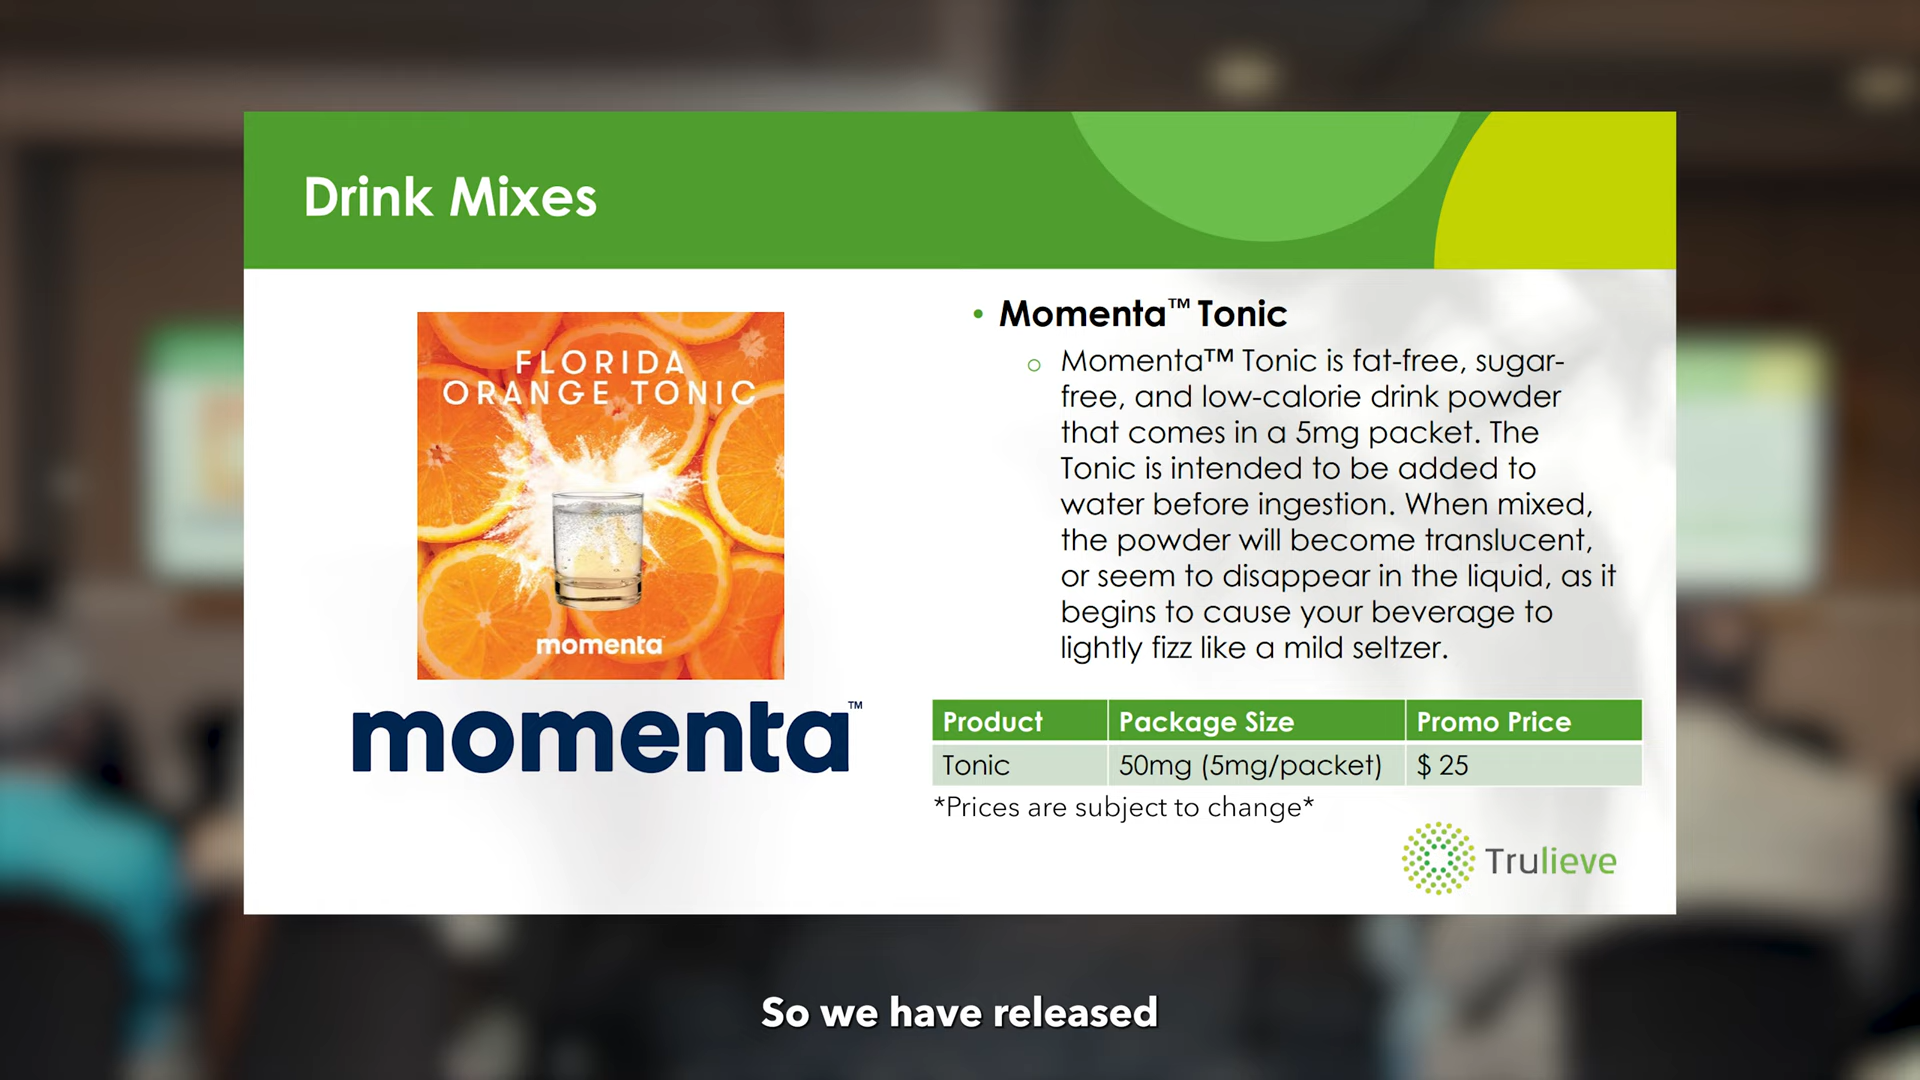 Drink Mixes
FLORIDA
ORANGE TONIC
momenta
momenta™
• Momenta™ Tonic
○ Momenta™ Tonic is fat-free, sugar-
free, and low-calorie drink powder
that comes in a 5mg packet. The
Tonic is intended to be added to
water before ingestion. When mixed,
the powder will become translucent,
or seem to disappear in the liquid, as it
begins to cause your beverage to
lightly fizz like a mild seltzer.
Product Package Size Promo Price
Tonic 50mg (5mg/packet) $ 25
*Prices are subject to change*
Trulieve
So we have released